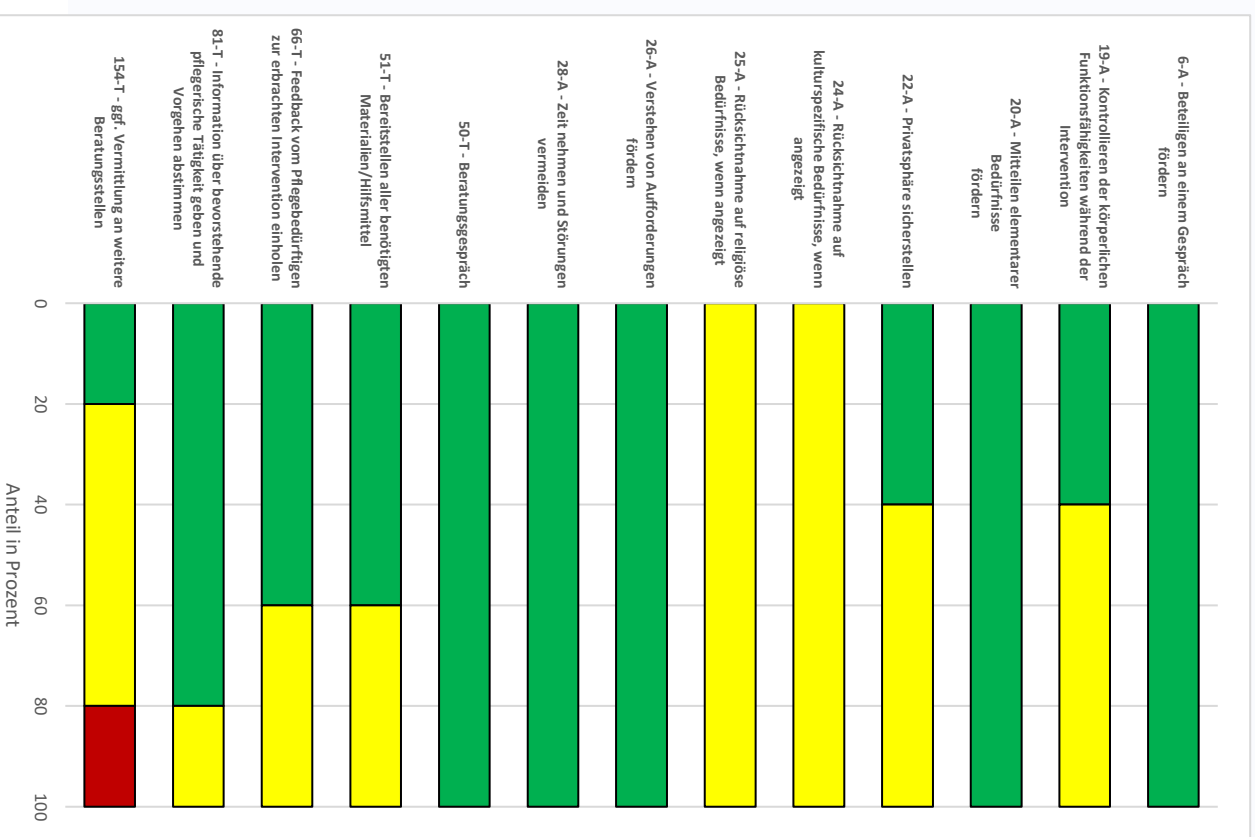 6-A - Beteiligen an einem Gespräch
fördern
19-A - Kontrollieren der körperlichen
Funktionsfähigkeiten während der
Intervention
20-A - Mitteilen elementarer
Bedürfnisse
fördern
22-A - Privatsphäre sicherstellen
24-A - Rücksichtnahme auf
kulturspezifische Bedürfnisse, wenn
angezeigt
25-A - Rücksichtnahme auf religiöse
Bedürfnisse, wenn angezeigt
26-A - Verstehen von Aufforderungen
fördern
28-A - Zeit nehmen und Störungen
vermeiden
50-T - Beratungsgespräch
51-T - Bereitstellen aller benötigten
Materialien/Hilfsmittel
66-T - Feedback vom Pflegebedürftigen
zur erbrachten Intervention einholen
81-T - Information über bevorstehende
pflegerische Tätigkeit geben und
Vorgehen abstimmen
154-T - ggf. Vermittlung an weitere
Beratungsstellen
0
20
40
60
80
100
Anteil in Prozent